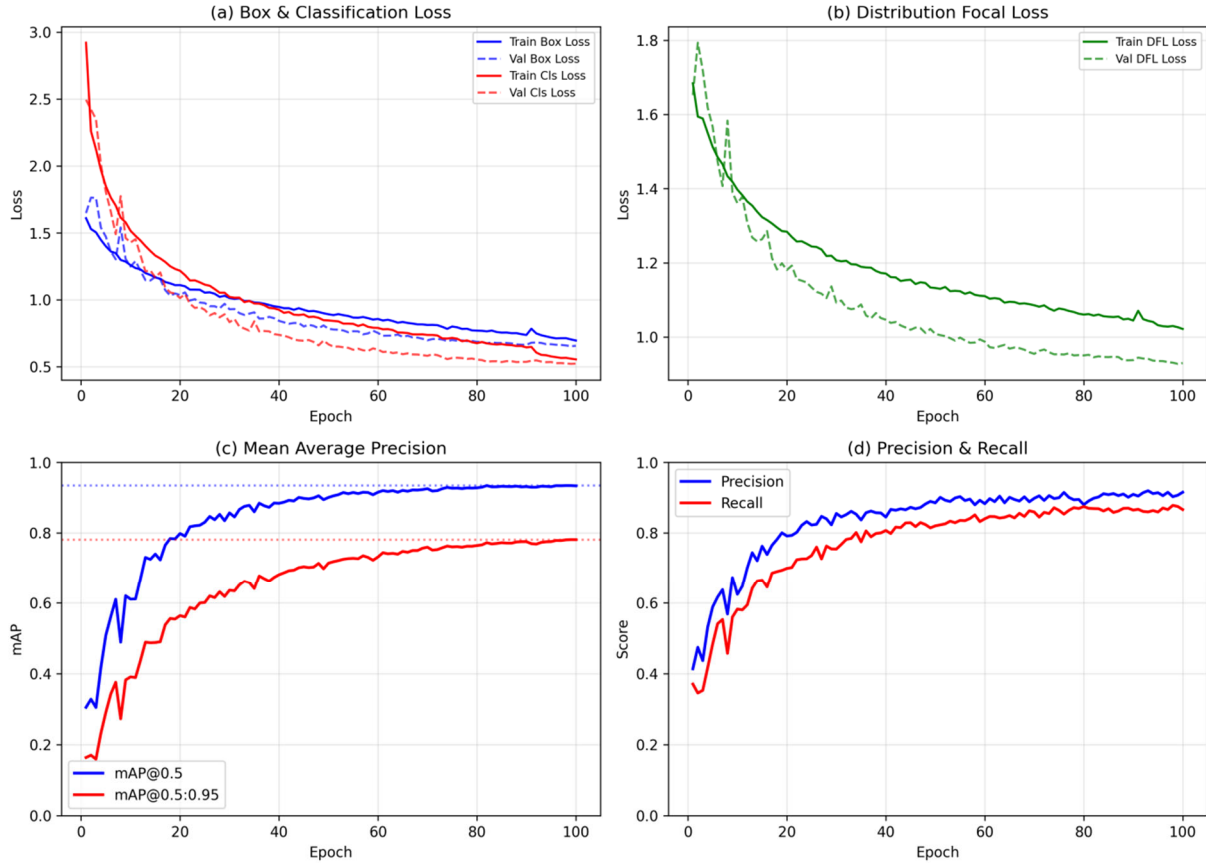 (a) Box & Classification Loss
3.0
2.5
2.0
1.5
1.0
0.5
Loss
Train Box Loss
Val Box Loss
Train Cls Loss
Val Cls Loss
0 20 40 60 80 100
Epoch
(b) Distribution Focal Loss
1.8
1.6
1.4
1.2
1.0
Loss
Train DFL Loss
Val DFL Loss
0 20 40 60 80 100
Epoch
(c) Mean Average Precision
1.0
0.8
0.6
0.4
0.2
0.0
mAP
mAP@0.5
mAP@0.5:0.95
0 20 40 60 80 100
Epoch
(d) Precision & Recall
1.0
0.8
0.6
0.4
0.2
0.0
Score
Precision
Recall
0 20 40 60 80 100
Epoch